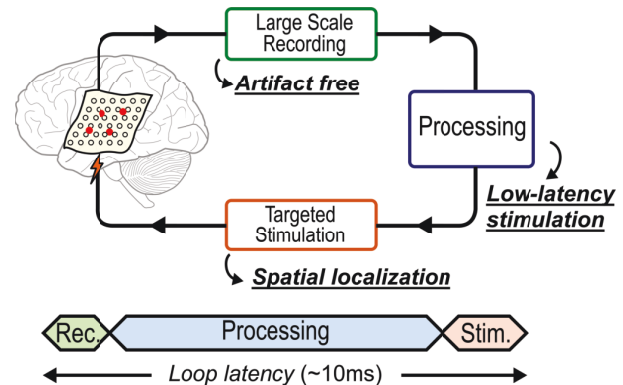 Large Scale
Recording
Artifact free
Processing
Low-latency
stimulation
Targeted
Stimulation
Spatial localization
Rec.
Processing
Stim.
Loop latency (~10ms)